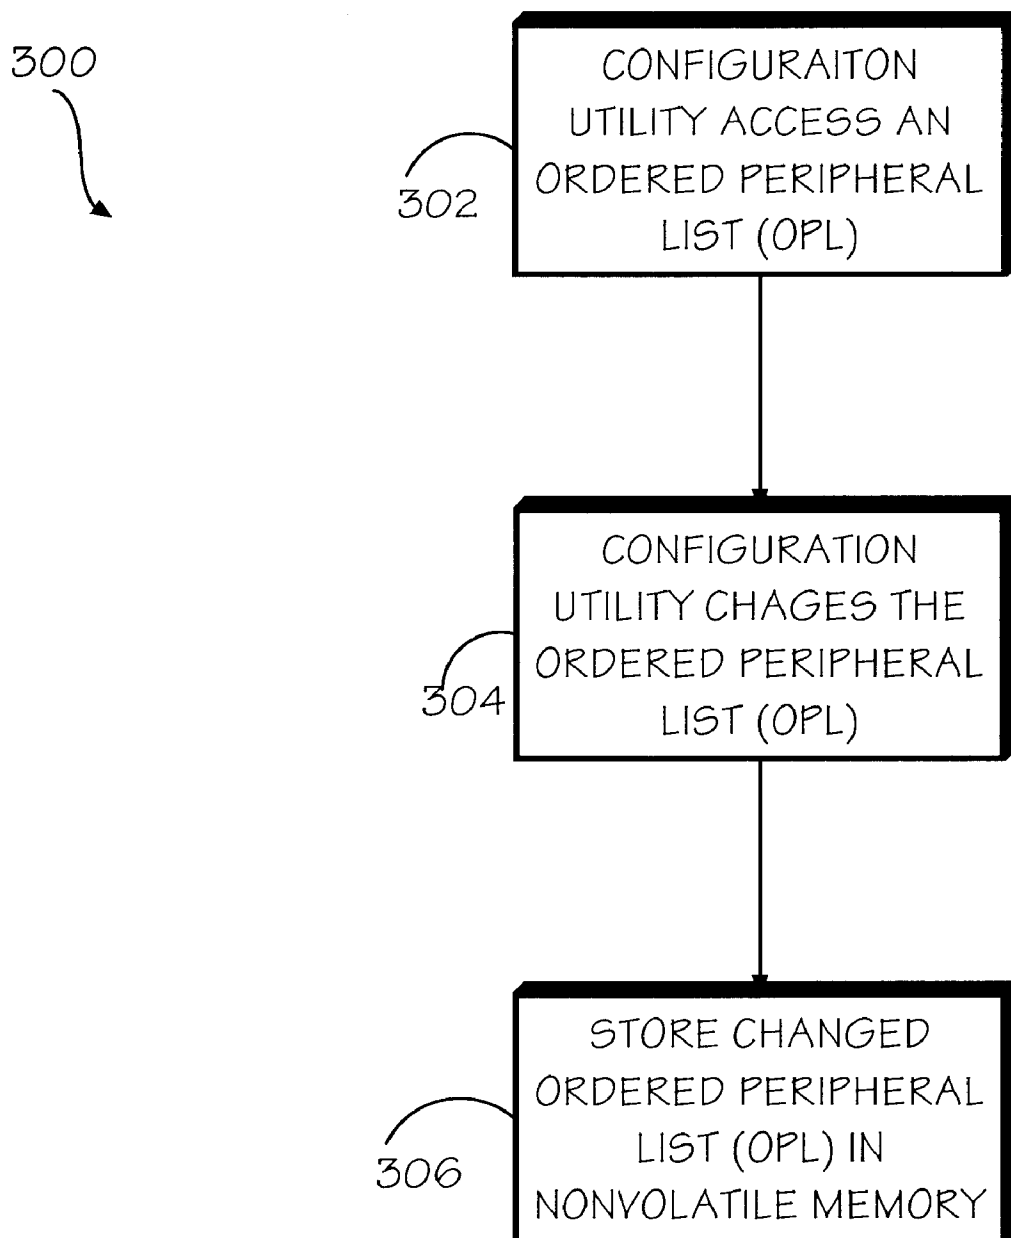 300
CONFIGURAITON
UTILITY ACCESS AN
ORDERED PERIPHERAL
LIST (OPL)
302
CONFIGURATION
UTILITY CHAGES THE
ORDERED PERIPHERAL
LIST (OPL)
304
STORE CHANGED
ORDERED PERIPHERAL
LIST (OPL) IN
NONVOLATILE MEMORY
306